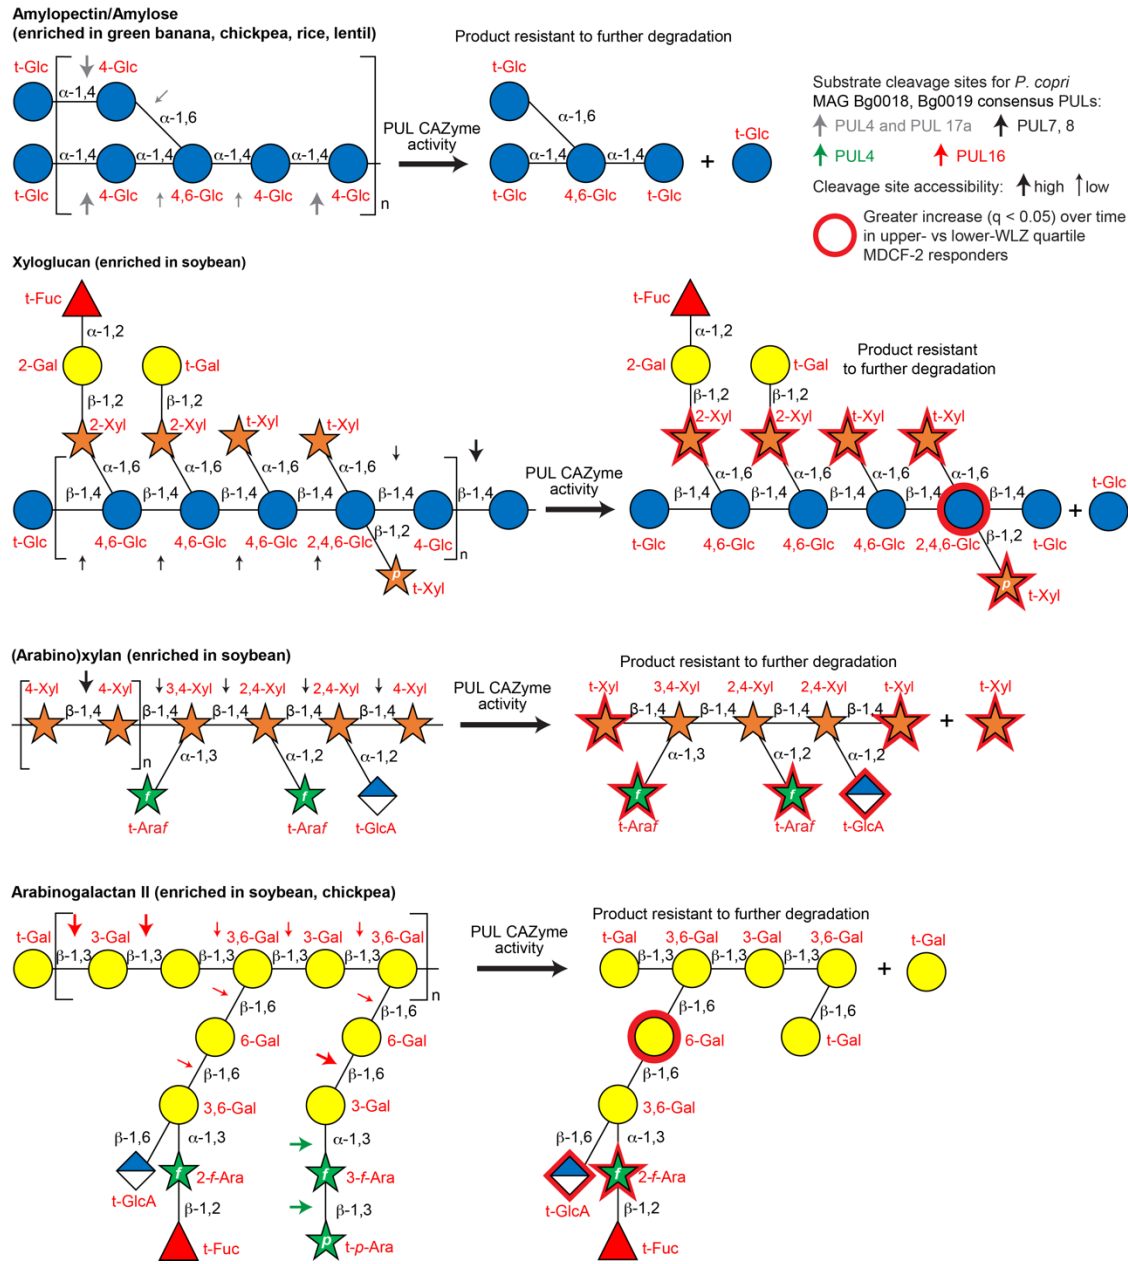 Amylopectin/Amylose
(enriched in green banana, chickpea, rice, lentil)
Product resistant to further degradation
t-Glc 4-Glc
α-1,4
α-1,6
α-1,4 α-1,4 α-1,4 α-1,4
t-Glc 4-Glc 4,6-Glc 4-Glc 4-Glc
n
PUL CAZyme
activity
t-Glc
α-1,6
α-1,4 α-1,4
t-Glc 4,6-Glc t-Glc
+
t-Glc
Substrate cleavage sites for P. copri
MAG Bg0018, Bg0019 consensus PULs:
PUL4 and PUL 17a PUL7, 8
PUL4 PUL16
Cleavage site accessibility: high low
Greater increase (q < 0.05) over time
in upper- vs lower-WLZ quartile
MDCF-2 responders
Xyloglucan (enriched in soybean)
t-Fuc
α-1,2
2-Gal t-Gal
β-1,2 β-1,2
2-Xyl 2-Xyl t-Xyl t-Xyl
α-1,6 α-1,6 α-1,6 α-1,6
β-1,4 β-1,4 β-1,4 β-1,4 β-1,4 β-1,4
t-Glc 4,6-Glc 4,6-Glc 4,6-Glc 2,4,6-Glc 4-Glc
n
β-1,2
p
t-Xyl
PUL CAZyme
activity
Product resistant
to further degradation
t-Fuc
α-1,2
2-Gal t-Gal
β-1,2 β-1,2
2-Xyl 2-Xyl t-Xyl t-Xyl
α-1,6 α-1,6 α-1,6 α-1,6
β-1,4 β-1,4 β-1,4 β-1,4 β-1,4
t-Glc 4,6-Glc 4,6-Glc 4,6-Glc 2,4,6-Glc t-Glc
β-1,2
p
t-Xyl
+
t-Glc
(Arabino)xylan (enriched in soybean)
4-Xyl 4-Xyl 3,4-Xyl 2,4-Xyl 2,4-Xyl 4-Xyl
β-1,4 β-1,4 β-1,4 β-1,4 β-1,4
n
α-1,3 α-1,2 α-1,2
f f
t-Araf t-Araf t-GlcA
PUL CAZyme
activity
Product resistant to further degradation
t-Xyl 3,4-Xyl 2,4-Xyl 2,4-Xyl t-Xyl
β-1,4 β-1,4 β-1,4 β-1,4
α-1,3 α-1,2 α-1,2
f f
t-Araf t-Araf t-GlcA
+
t-Xyl
Arabinogalactan II (enriched in soybean, chickpea)
t-Gal 3-Gal 3,6-Gal 3-Gal 3,6-Gal
β-1,3 β-1,3 β-1,3 β-1,3 β-1,3
n
β-1,6 β-1,6
6-Gal 6-Gal
β-1,6 β-1,6
3,6-Gal 3-Gal
β-1,6 α-1,3 α-1,3
f f
t-GlcA 2-f-Ara 3-f-Ara
β-1,2 β-1,3
p
t-Fuc t-p-Ara
PUL CAZyme
activity
Product resistant to further degradation
t-Gal 3,6-Gal 3-Gal 3,6-Gal
β-1,3 β-1,3 β-1,3
β-1,6 β-1,6
6-Gal t-Gal
β-1,6
3,6-Gal
β-1,6 α-1,3
f
t-GlcA 2-f-Ara
β-1,2
t-Fuc
+
t-Gal